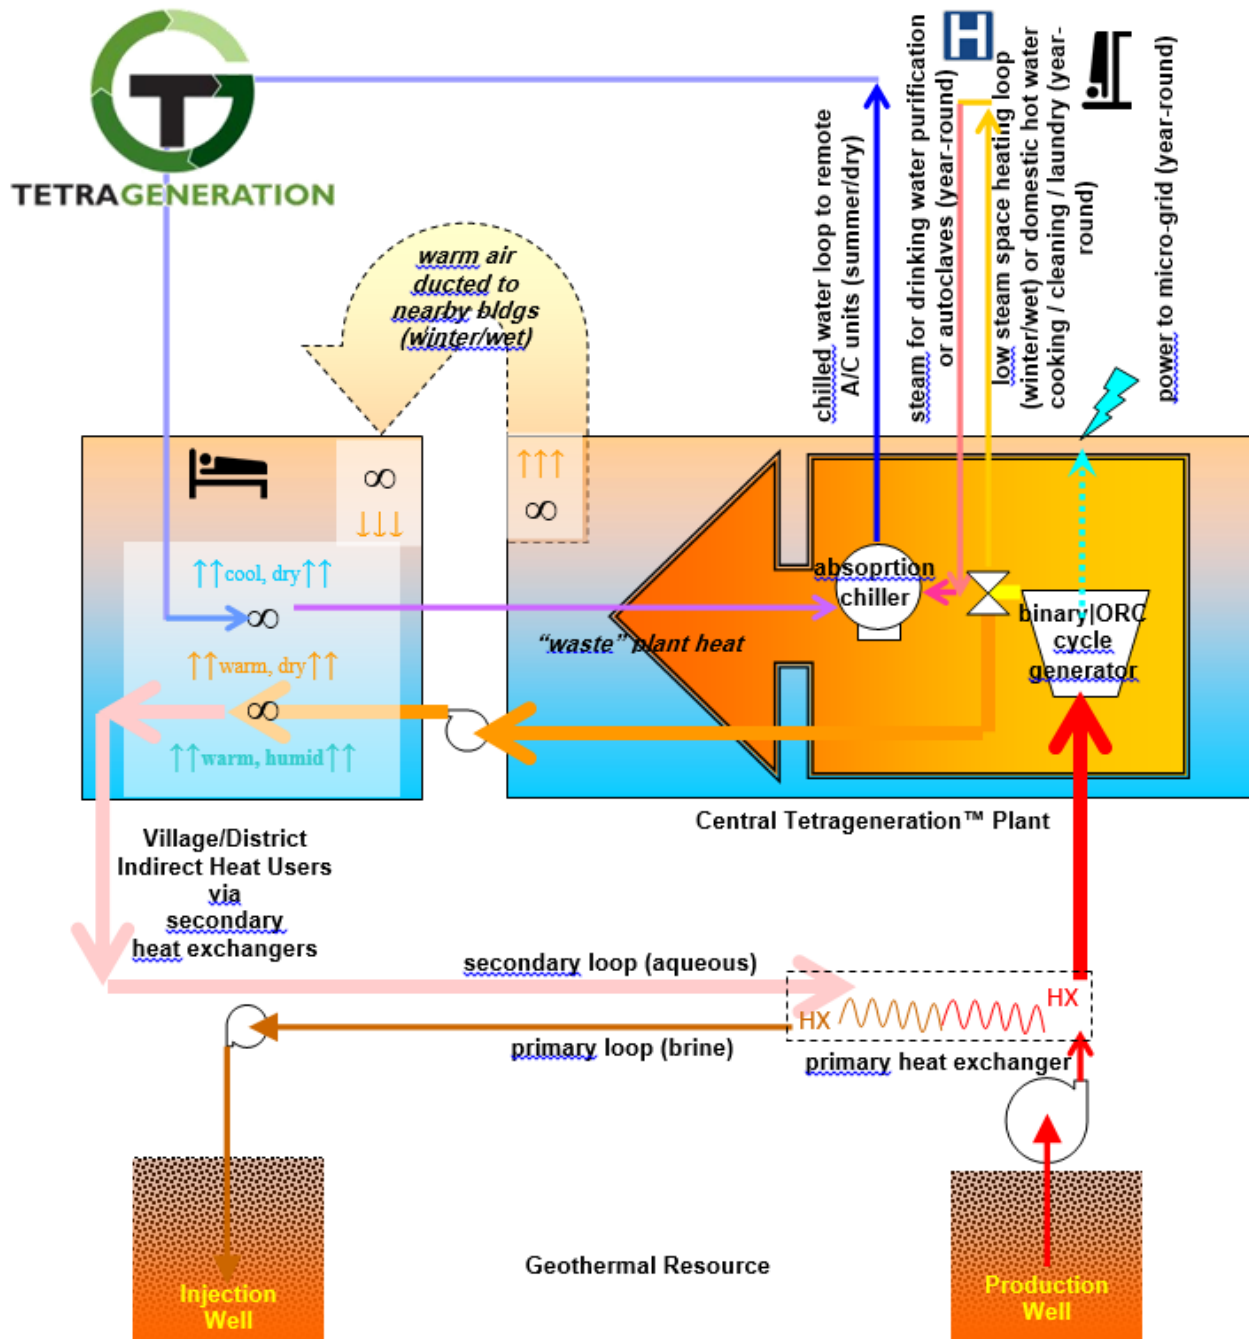 TETRAGENERATION
warm air
ducted to
nearby bldgs
(winter/wet)
chilled water loop to remote
A/C units (summer/dry)
steam for drinking water purification
or autoclaves (year-round)
H
low steam space heating loop
(winter/wet) or domestic hot water
cooking / cleaning / laundry (year-
round)
power to micro-grid (year-round)
∞
↓↓↓
↑↑↑
∞
↑↑cool, dry↑↑
∞
↑↑warm, dry↑↑
∞
↑↑warm, humid↑↑
absoprtion
chiller
"waste" plant heat
binary|ORC
cycle
generator
Central Tetrageneration™ Plant
Village/District
Indirect Heat Users
via
secondary
heat exchangers
secondary loop (aqueous)
HX
HX
primary loop (brine)
primary heat exchanger
Geothermal Resource
Injection
Well
Production
Well